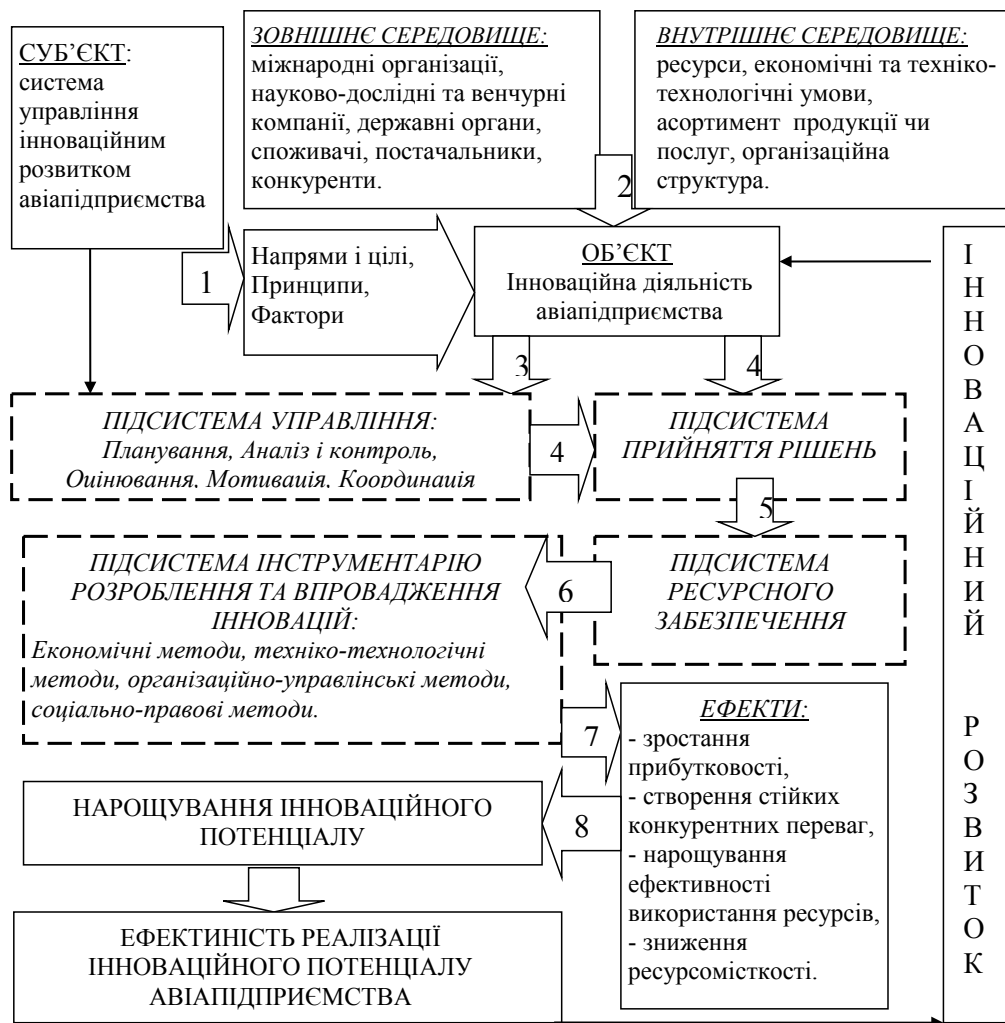 СУБ’ЄКТ:
система
управління
інноваційним
розвитком
авіапідприємства
ЗОВНІШНЄ СЕРЕДОВИЩЕ:
міжнародні організації,
науково-дослідні та венчурні
компанії, державні органи,
споживачі, постачальники,
конкуренти.
ВНУТРІШНЄ СЕРЕДОВИЩЕ:
ресурси, економічні та техніко-
технологічні умови,
асортимент продукції чи
послуг, організаційна
структура.
2
1
Напрями і цілі,
Принципи,
Фактори
ОБ’ЄКТ
Інноваційна діяльність
авіапідприємства
3
4
ПІДСИСТЕМА УПРАВЛІННЯ:
Планування, Аналіз і контроль,
Оцінювання, Мотивація, Координація
4
ПІДСИСТЕМА
ПРИЙНЯТТЯ РІШЕНЬ
5
ПІДСИСТЕМА ІНСТРУМЕНТАРІЮ
РОЗРОБЛЕННЯ ТА ВПРОВАДЖЕННЯ
ІННОВАЦІЙ:
Економічні методи, техніко-технологічні
методи, організаційно-управлінські методи,
соціально-правові методи.
6
ПІДСИСТЕМА
РЕСУРСНОГО
ЗАБЕЗПЕЧЕННЯ
7
ЕФЕКТИ:
- зростання
прибутковості,
- створення стійких
конкурентних переваг,
- нарощування
ефективності
використання ресурсів,
- зниження
ресурсомісткості.
8
НАРОЩУВАННЯ ІННОВАЦІЙНОГО
ПОТЕНЦІАЛУ
ЕФЕКТИНІСТЬ РЕАЛІЗАЦІЇ
ІННОВАЦІЙНОГО ПОТЕНЦІАЛУ
АВІАПІДПРИЄМСТВА
ІННОВАЦІЙНИЙ РОЗВИТОК